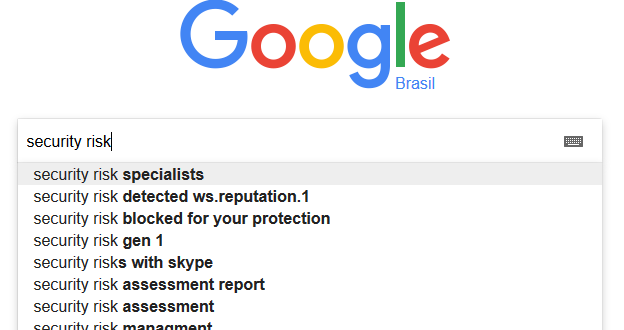 Google
Brasil
security risk
security risk specialists
security risk detected ws.reputation.1
security risk blocked for your protection
security risk gen 1
security risks with skype
security risk assessment report
security risk assessment
security risk managment